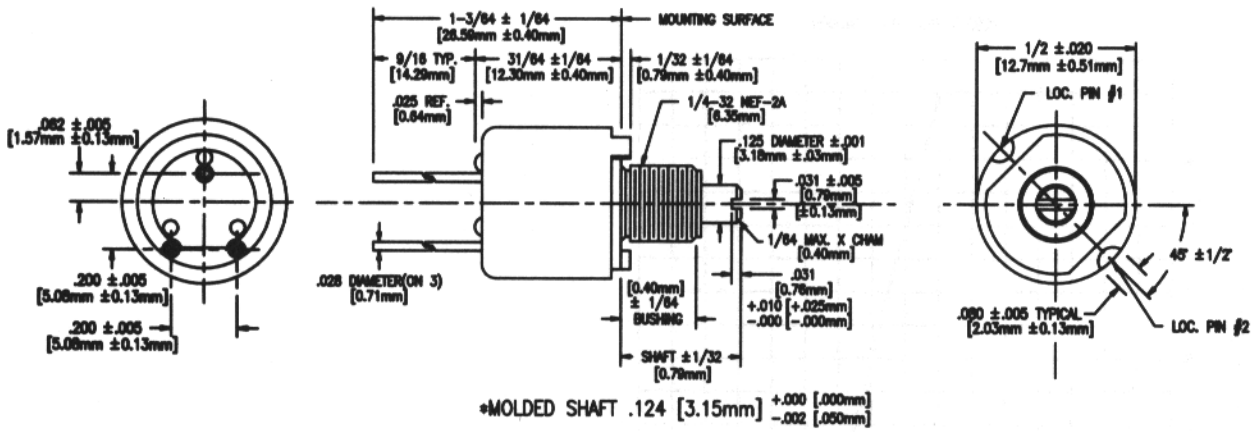 .062 ±.005
[1.57mm ±0.13mm]
.200 ±.005
[5.08mm ±0.13mm]
.200 ±.005
[5.08mm ±0.13mm]
1-3/64 ± 1/64
[26.59mm ±0.40mm]
MOUNTING SURFACE
9/16 TYP.
[14.29mm]
31/64 ±1/64
[12.30mm ±0.40mm]
1/32 ±1/64
[0.79mm ±0.40mm]
.025 REF.
[0.64mm]
1/4-32 NEF-2A
[6.35mm]
.125 DIAMETER ±.001
[3.18mm ±.03mm]
.031 ±.005
[0.79mm]
[±0.13mm]
1/64 MAX. X CHAM
[0.40mm]
.028 DIAMETER(ON 3)
[0.71mm]
[0.40mm]
± 1/64
BUSHING
.031
[0.76mm]
+.010 [+.025mm]
-.000 [-.000mm]
SHAFT ±1/32
[0.79mm]
*MOLDED SHAFT .124 [3.15mm] +.000 [.000mm]
-.002 [.050mm]
1/2 ±.020
[12.7mm ±0.51mm]
LOC. PIN #1
45° ±1/2°
.080 ±.005 TYPICAL
[2.03mm ±0.13mm]
LOC. PIN #2